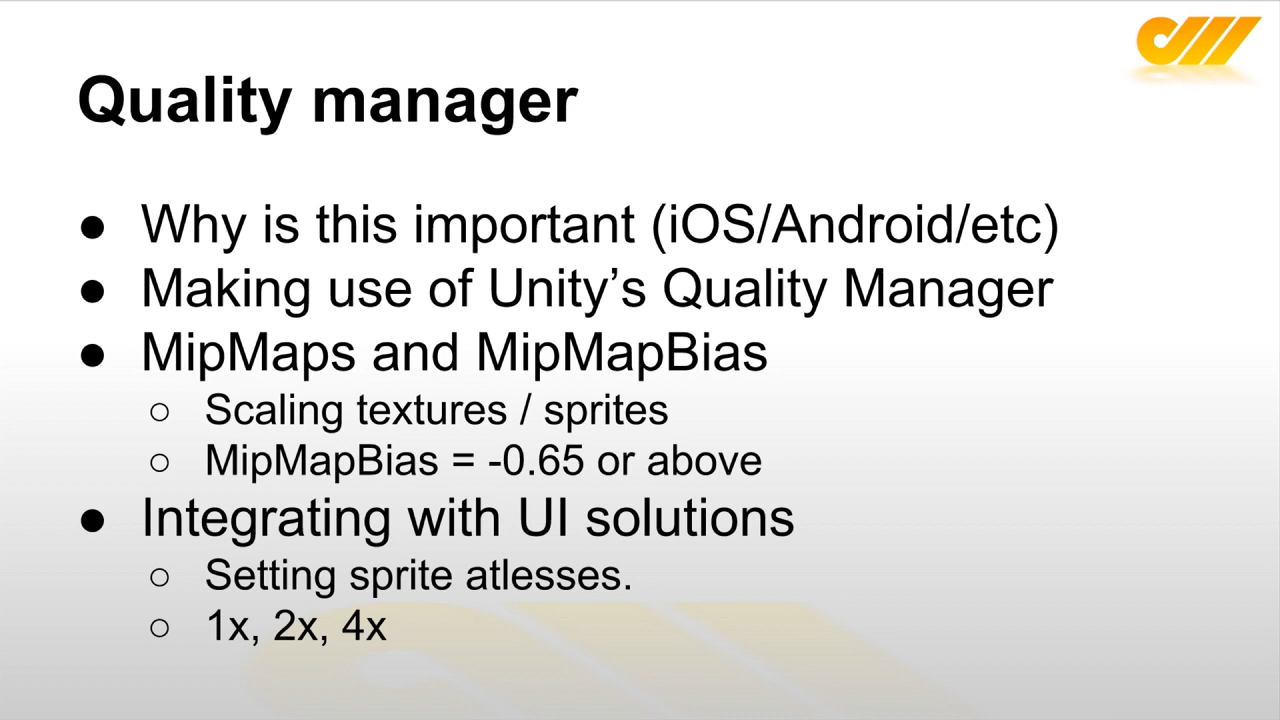 Quality manager
● Why is this important (iOS/Android/etc)
● Making use of Unity’s Quality Manager
● MipMaps and MipMapBias
○ Scaling textures / sprites
○ MipMapBias = -0.65 or above
● Integrating with UI solutions
○ Setting sprite atlesses.
○ 1x, 2x, 4x